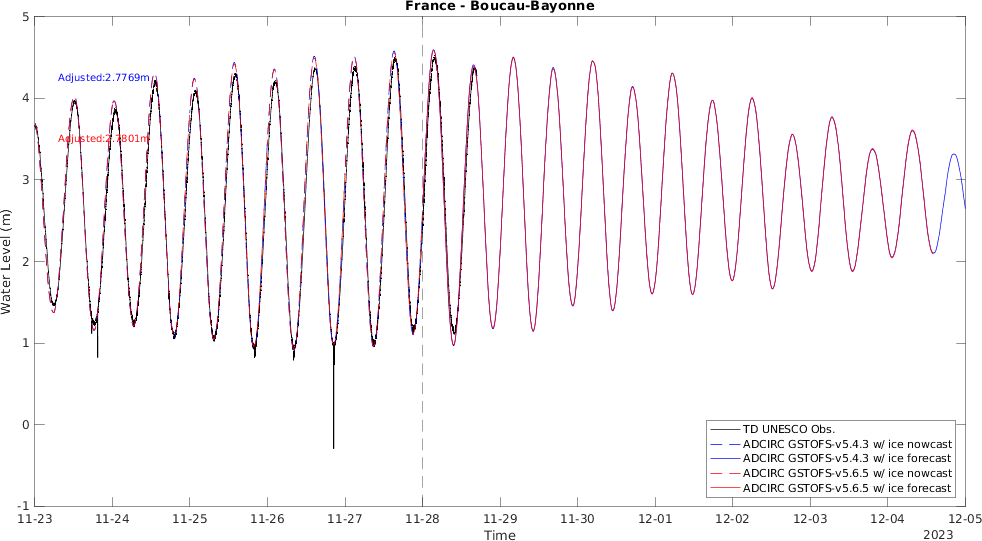 France - Boucau-Bayonne
5
4
3
2
1
0
-1
Water Level (m)
Adjusted:2.7769m
Adjusted:2.7801m
TD UNESCO Obs.
ADCIRC GSTOFS-v5.4.3 w/ ice nowcast
ADCIRC GSTOFS-v5.4.3 w/ ice forecast
ADCIRC GSTOFS-v5.6.5 w/ ice nowcast
ADCIRC GSTOFS-v5.6.5 w/ ice forecast
11-23 11-24 11-25 11-26 11-27 11-28 11-29 11-30 12-01 12-02 12-03 12-04 12-05
Time
2023